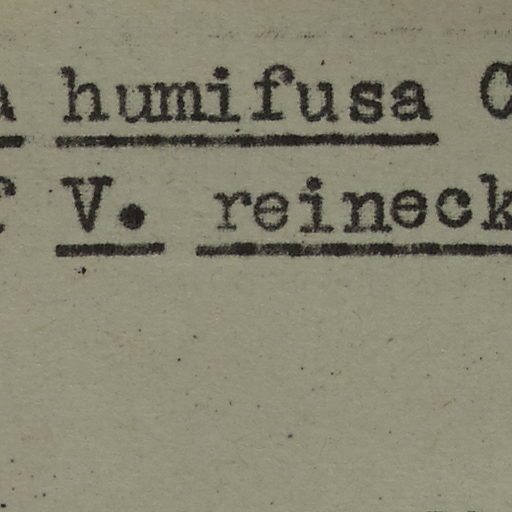 a humifusa C
f V. reineck